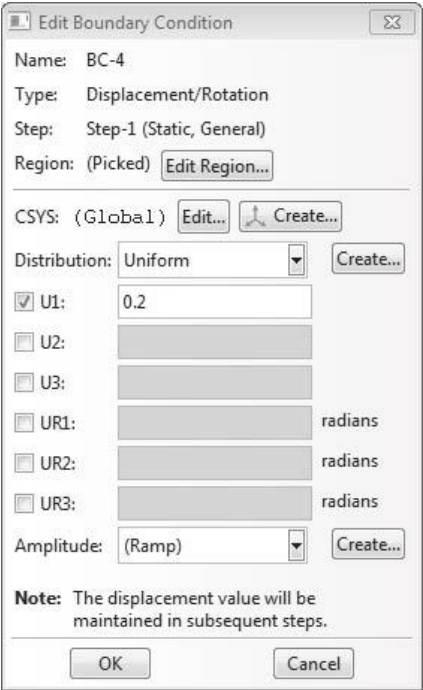 Edit Boundary Condition
Name: BC-4
Type: Displacement/Rotation
Step: Step-1 (Static, General)
Region: (Picked) Edit Region...
CSYS: (Global) Edit... Create...
Distribution: Uniform Create...
U1: 0.2
U2:
U3:
UR1: radians
UR2: radians
UR3: radians
Amplitude: (Ramp) Create...
Note: The displacement value will be
maintained in subsequent steps.
OK Cancel